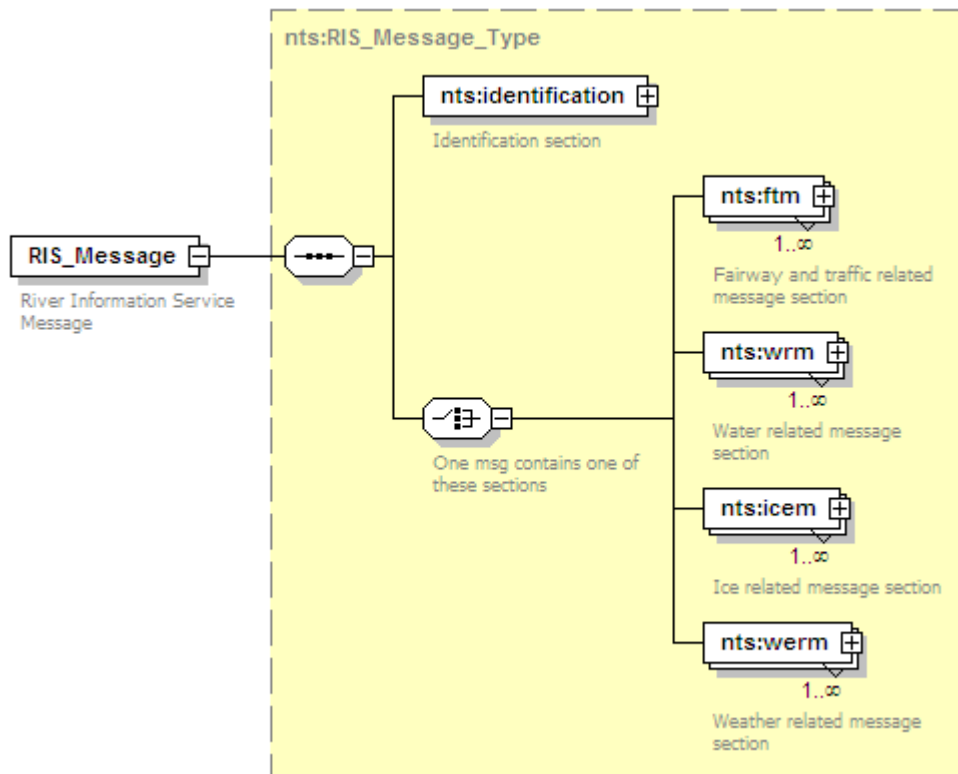 nts:RIS_Message_Type
nts:identification
Identification section
RIS_Message
River Information Service
Message
nts:ftm
1..∞
Fairway and traffic related
message section
nts:wrm
1..∞
Water related message
section
One msg contains one of
these sections
nts:icem
1..∞
Ice related message section
nts:werm
1..∞
Weather related message
section